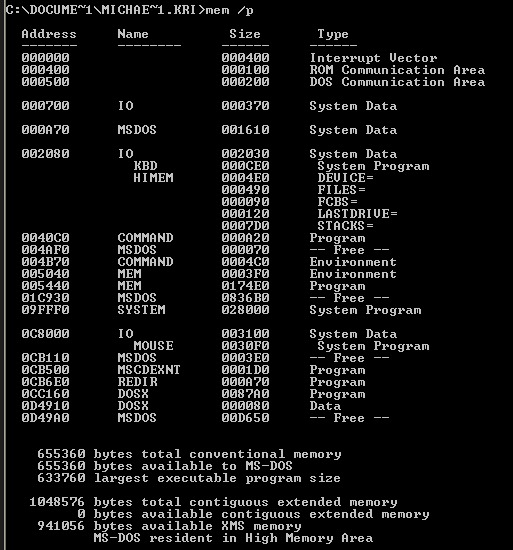 C:\DOCUME~1\MICHAE~1.KRI>mem /p
Address Name Size Type
------- -------- ------ ------
000000 000400 Interrupt Vector
000400 000100 ROM Communication Area
000500 000200 DOS Communication Area
000700 IO 000370 System Data
000A70 MSDOS 001610 System Data
002080 IO 002030 System Data
KBD 000CE0 System Program
HIMEM 0004E0 DEVICE=
000490 FILES=
000090 FCBS=
000120 LASTDRIVE=
0007D0 STACKS=
0040C0 COMMAND 000A20 Program
004AF0 MSDOS 000070 -- Free --
004B70 COMMAND 0004C0 Environment
005040 MEM 0003F0 Environment
005440 MEM 0174E0 Program
01C930 MSDOS 0836B0 -- Free --
09FFF0 SYSTEM 028000 System Program
0C8000 IO 003100 System Data
MOUSE 0030F0 System Program
0CB110 MSDOS 0003E0 -- Free --
0CB500 MSCDEXNT 0001D0 Program
0CB6E0 REDIR 000A70 Program
0CC160 DOSX 0087A0 Program
0D4910 DOSX 000080 Data
0D49A0 MSDOS 00D650 -- Free --
655360 bytes total conventional memory
655360 bytes available to MS-DOS
633760 largest executable program size
1048576 bytes total contiguous extended memory
0 bytes available contiguous extended memory
941056 bytes available XMS memory
MS-DOS resident in High Memory Area